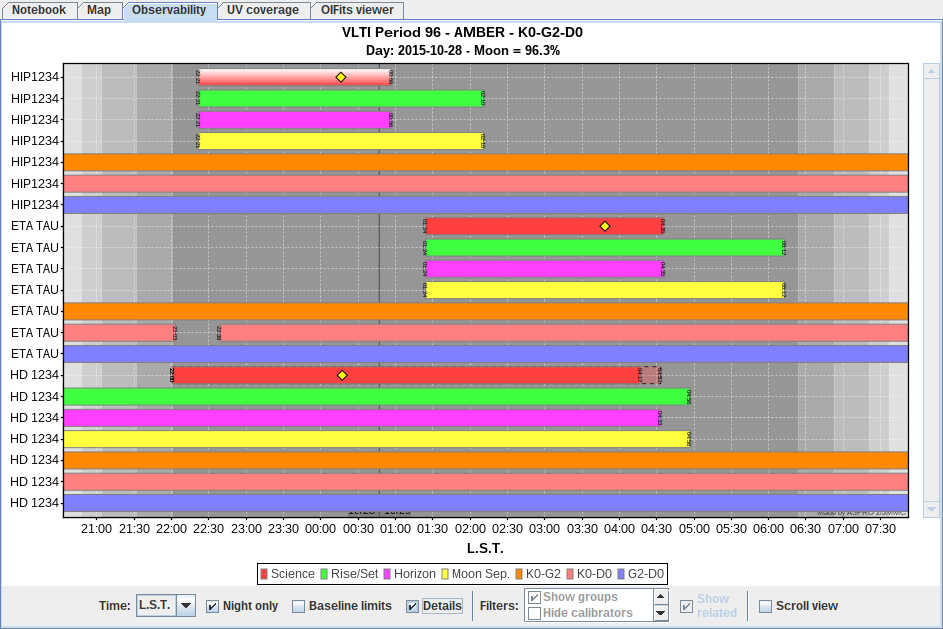 Notebook Map Observability UV coverage OIFits viewer
VLTI Period 96 - AMBER - K0-G2-D0
Day: 2015-10-28 - Moon = 96.3%
HIP1234
HIP1234
HIP1234
HIP1234
HIP1234
HIP1234
HIP1234
ETA TAU
ETA TAU
ETA TAU
ETA TAU
ETA TAU
ETA TAU
ETA TAU
HD 1234
HD 1234
HD 1234
HD 1234
HD 1234
HD 1234
HD 1234
21:00 21:30 22:00 22:30 23:00 23:30 00:00 00:30 01:00 01:30 02:00 02:30 03:00 03:30 04:00 04:30 05:00 05:30 06:00 06:30 07:00 07:30
L.S.T.
Science Rise/Set Horizon Moon Sep. K0-G2 K0-D0 G2-D0
Time: L.S.T. Night only Baseline limits Details Filters: Show groups Hide calibrators Show related Scroll view